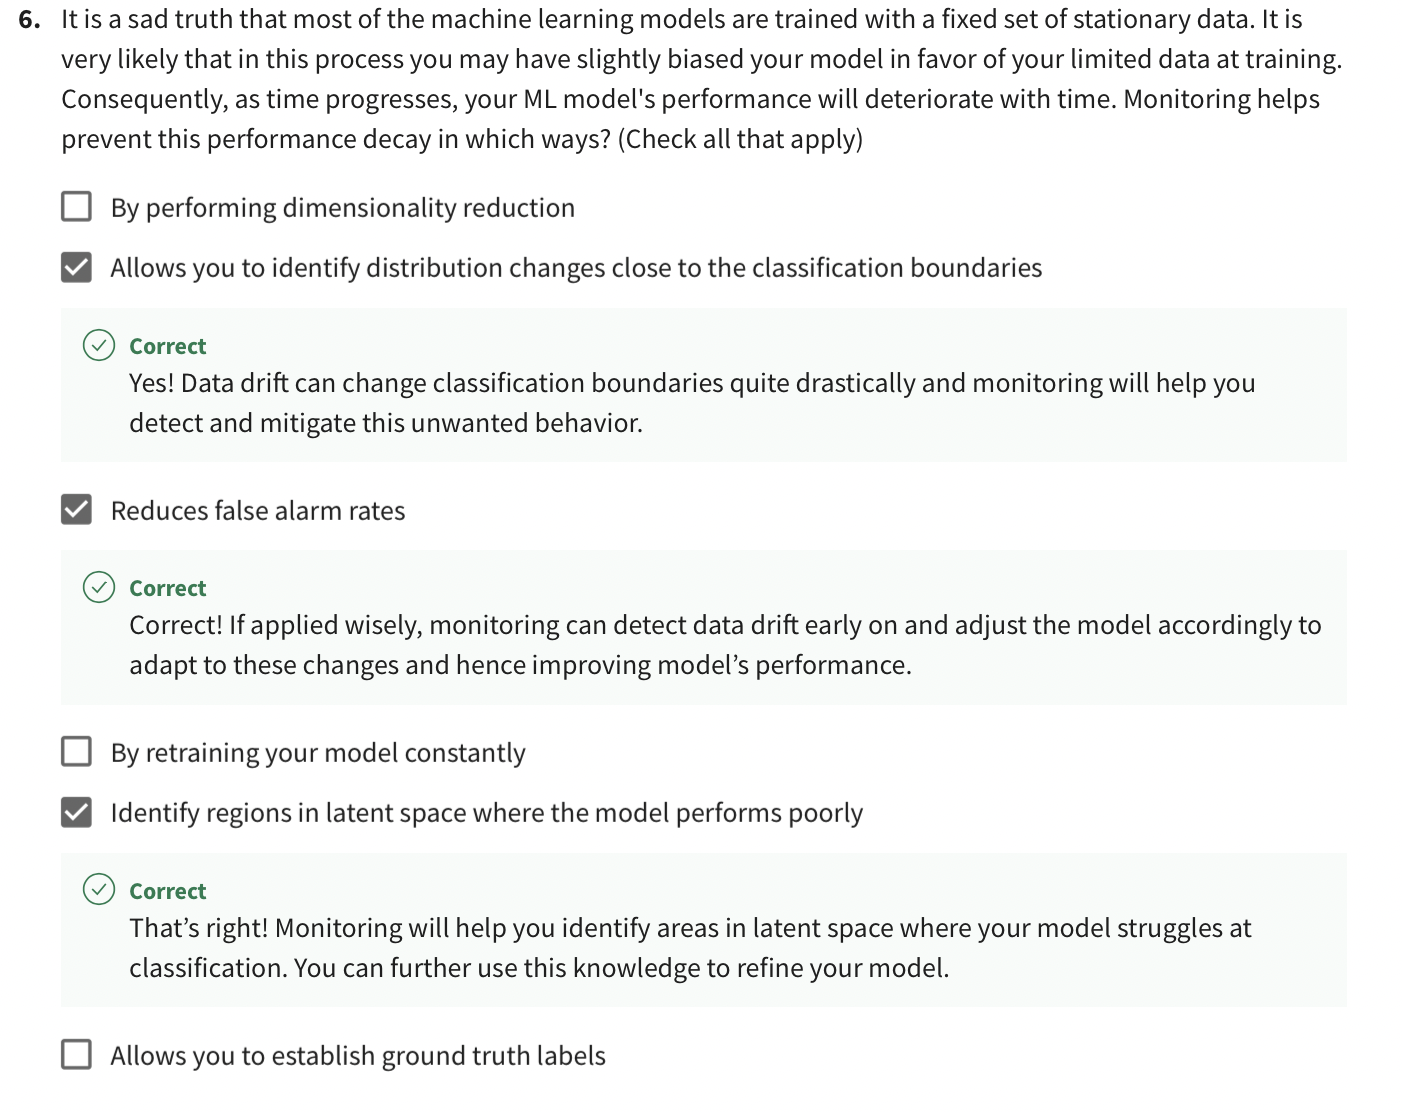 6. It is a sad truth that most of the machine learning models are trained with a fixed set of stationary data. It is
very likely that in this process you may have slightly biased your model in favor of your limited data at training.
Consequently, as time progresses, your ML model's performance will deteriorate with time. Monitoring helps
prevent this performance decay in which ways? (Check all that apply)
By performing dimensionality reduction
Allows you to identify distribution changes close to the classification boundaries
Correct
Yes! Data drift can change classification boundaries quite drastically and monitoring will help you
detect and mitigate this unwanted behavior.
Reduces false alarm rates
Correct
Correct! If applied wisely, monitoring can detect data drift early on and adjust the model accordingly to
adapt to these changes and hence improving model’s performance.
By retraining your model constantly
Identify regions in latent space where the model performs poorly
Correct
That’s right! Monitoring will help you identify areas in latent space where your model struggles at
classification. You can further use this knowledge to refine your model.
Allows you to establish ground truth labels